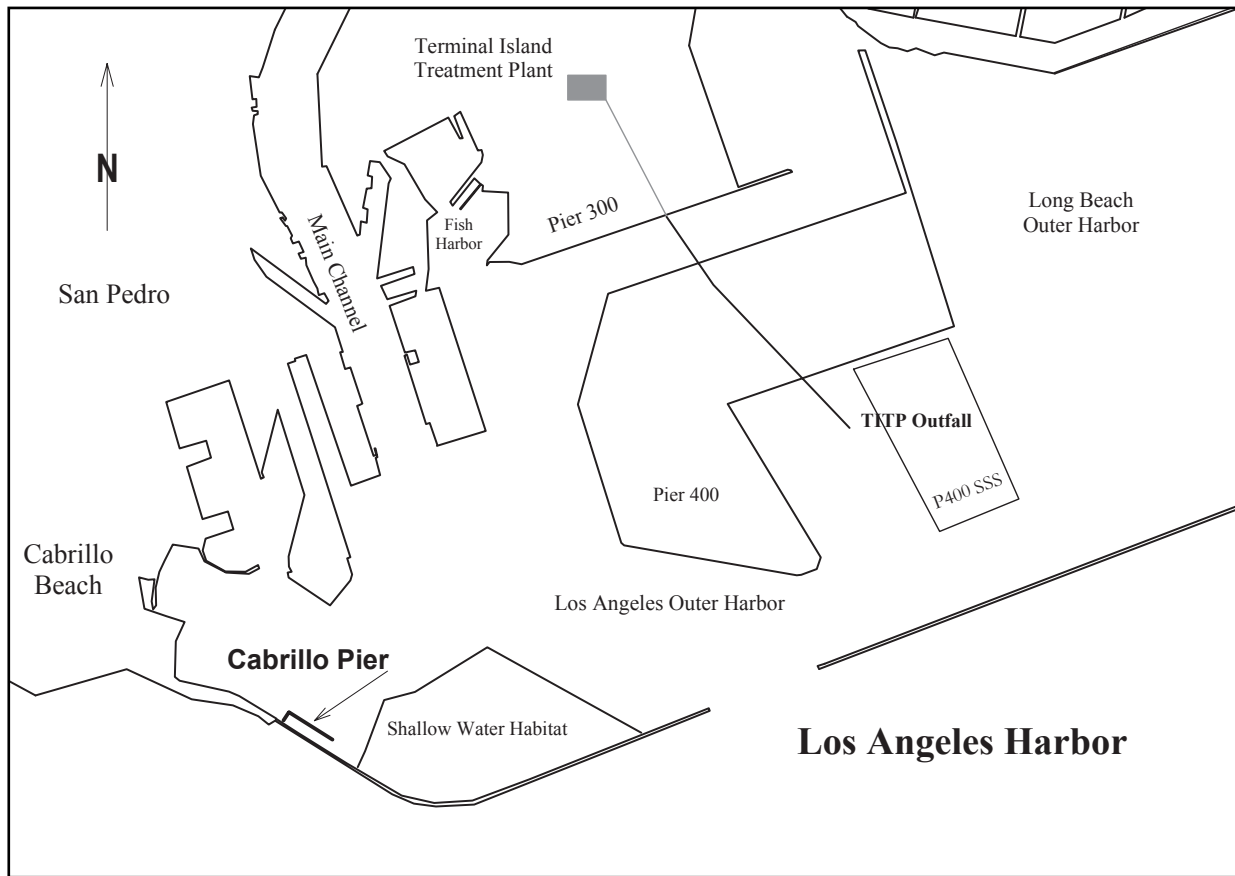 Terminal Island
Treatment Plant
N
Pier 300
Long Beach
Outer Harbor
Fish
Harbor
Main Channel
San Pedro
TITP Outfall
P400 SSS
Pier 400
Cabrillo
Beach
Los Angeles Outer Harbor
Cabrillo Pier
Shallow Water Habitat
Los Angeles Harbor